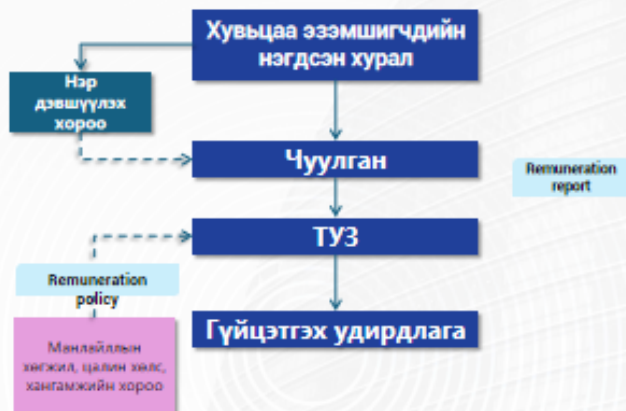 Хувьцаа эзэмшигчдийн
нэгдсэн хурал
Нэр
дэвшүүлэх
хороо
Чуулган
Remuneration
report
ТУЗ
Remuneration
policy
Гүйцэтгэх удирдлага
Манлайллын
хөгжил, цалин хөлс,
хангамжийн хороо